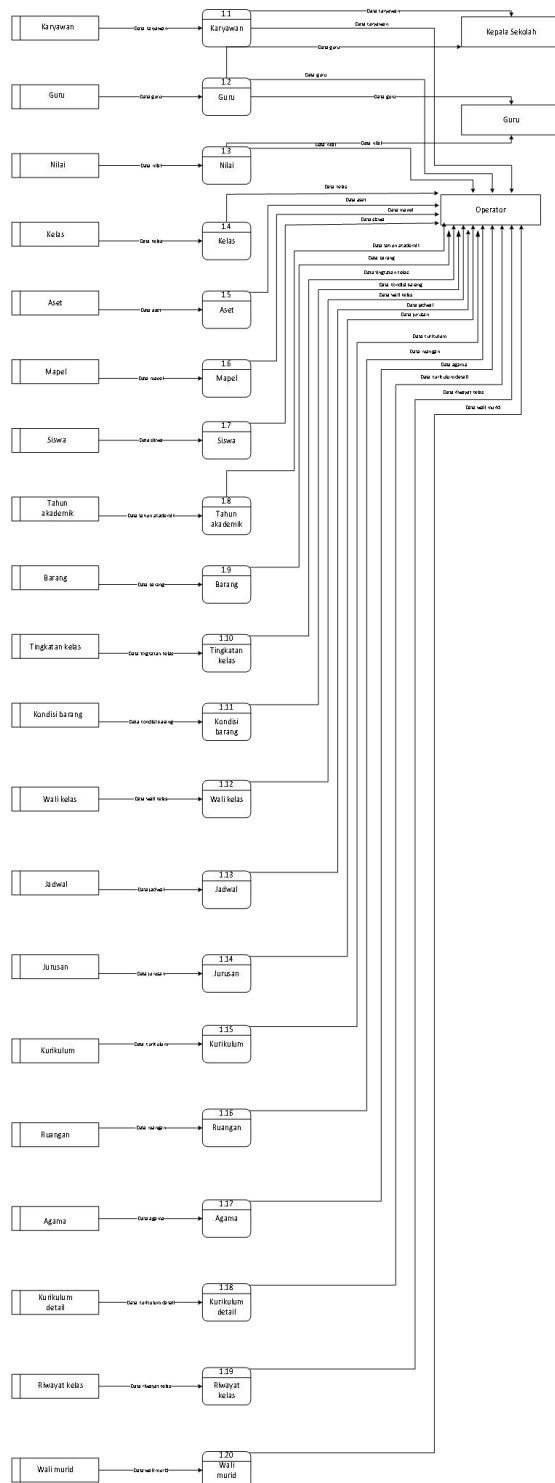 Karyawan
Data karyawan
1.1
Karyawan
Data karyawan
Data karyawan
Kepala Sekolah
Data guru
Guru
Data guru
1.2
Guru
Data guru
Data guru
Guru
Nilai
Data nilai
1.3
Nilai
Data nilai
Data nilai
Kelas
Data kelas
1.4
Kelas
Data kelas
Operator
Aset
Data aset
1.5
Aset
Data aset
Mapel
Data mapel
1.6
Mapel
Data mapel
Siswa
Data siswa
1.7
Siswa
Data siswa
Tahun
akademik
Data tahun akademik
1.8
Tahun
akademik
Data tahun akademik
Barang
Data barang
1.9
Barang
Data barang
Tingkatan kelas
Data tingkatan kelas
1.10
Tingkatan
kelas
Data tingkatan kelas
Kondisi barang
Data kondisi barang
1.11
Kondisi
barang
Data kondisi barang
Wali kelas
Data wali kelas
1.12
Wali kelas
Data wali kelas
Jadwal
Data jadwal
1.13
Jadwal
Data jadwal
Jurusan
Data jurusan
1.14
Jurusan
Data jurusan
Kurikulum
Data kurikulum
1.15
Kurikulum
Data kurikulum
Ruangan
Data ruangan
1.16
Ruangan
Data ruangan
Agama
Data agama
1.17
Agama
Data agama
Kurikulum
detail
Data kurikulum detail
1.18
Kurikulum
detail
Data kurikulum detail
Riwayat kelas
Data riwayat kelas
1.19
Riwayat
kelas
Data riwayat kelas
Wali murid
Data wali murid
1.20
Wali
murid
Data wali murid